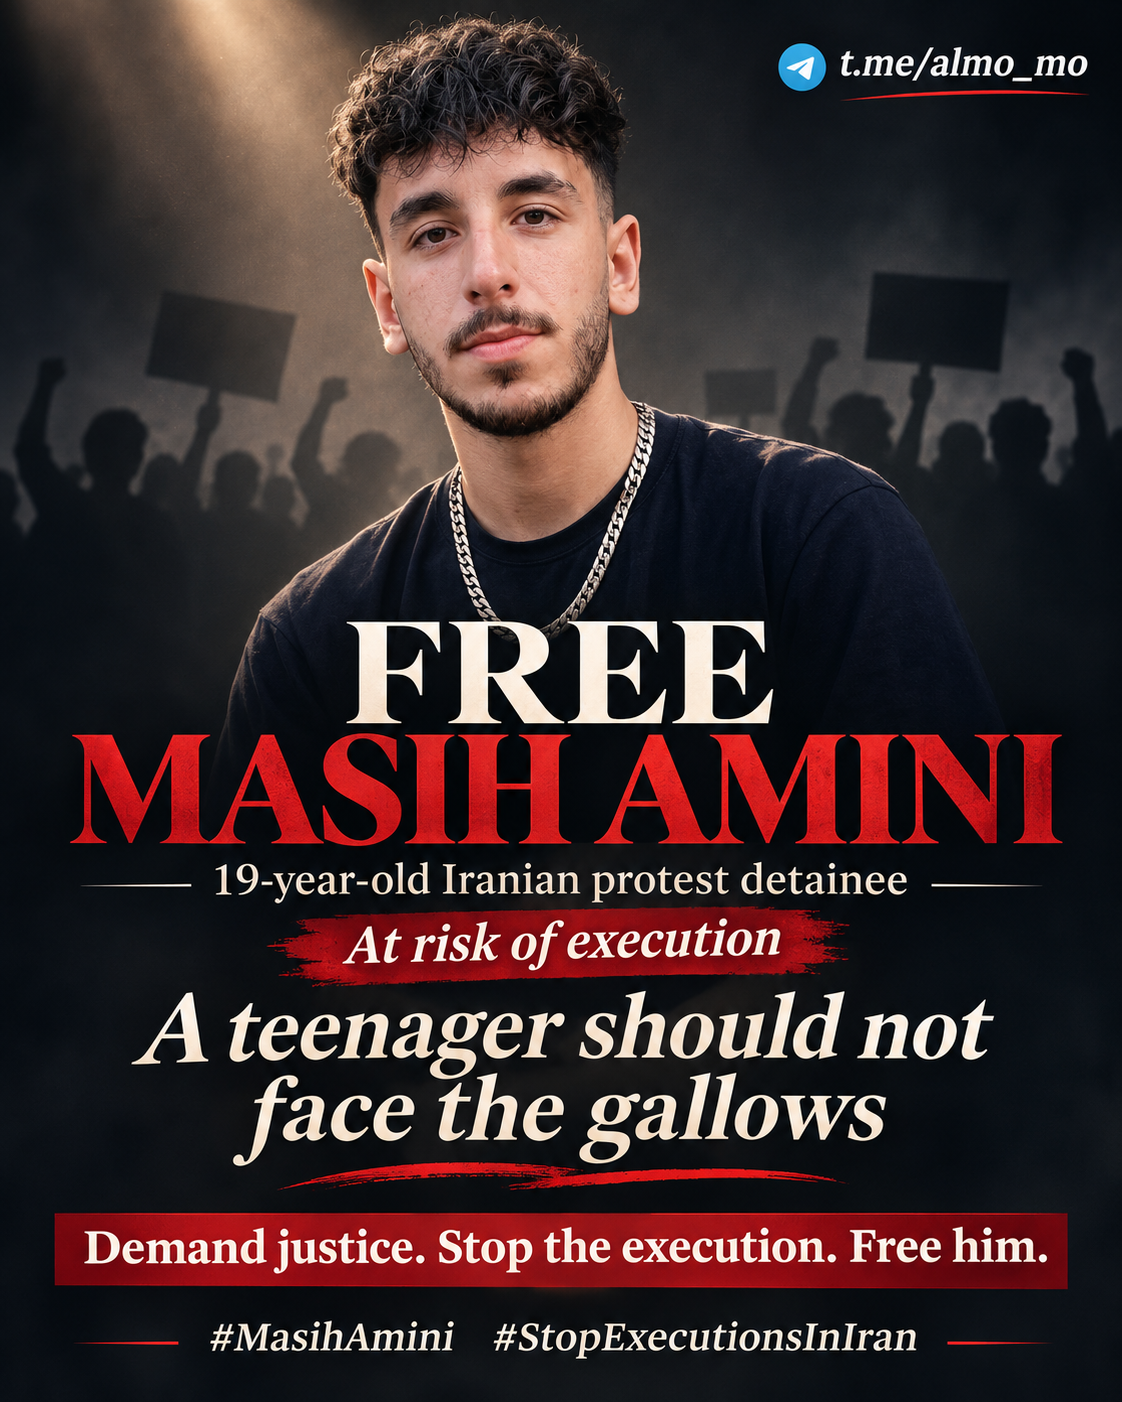 t.me/almo_mo
FREE
MASIH AMINI
19-year-old Iranian protest detainee
At risk of execution
A teenager should not
face the gallows
Demand justice. Stop the execution. Free him.
#MasihAmini #StopExecutionsInIran